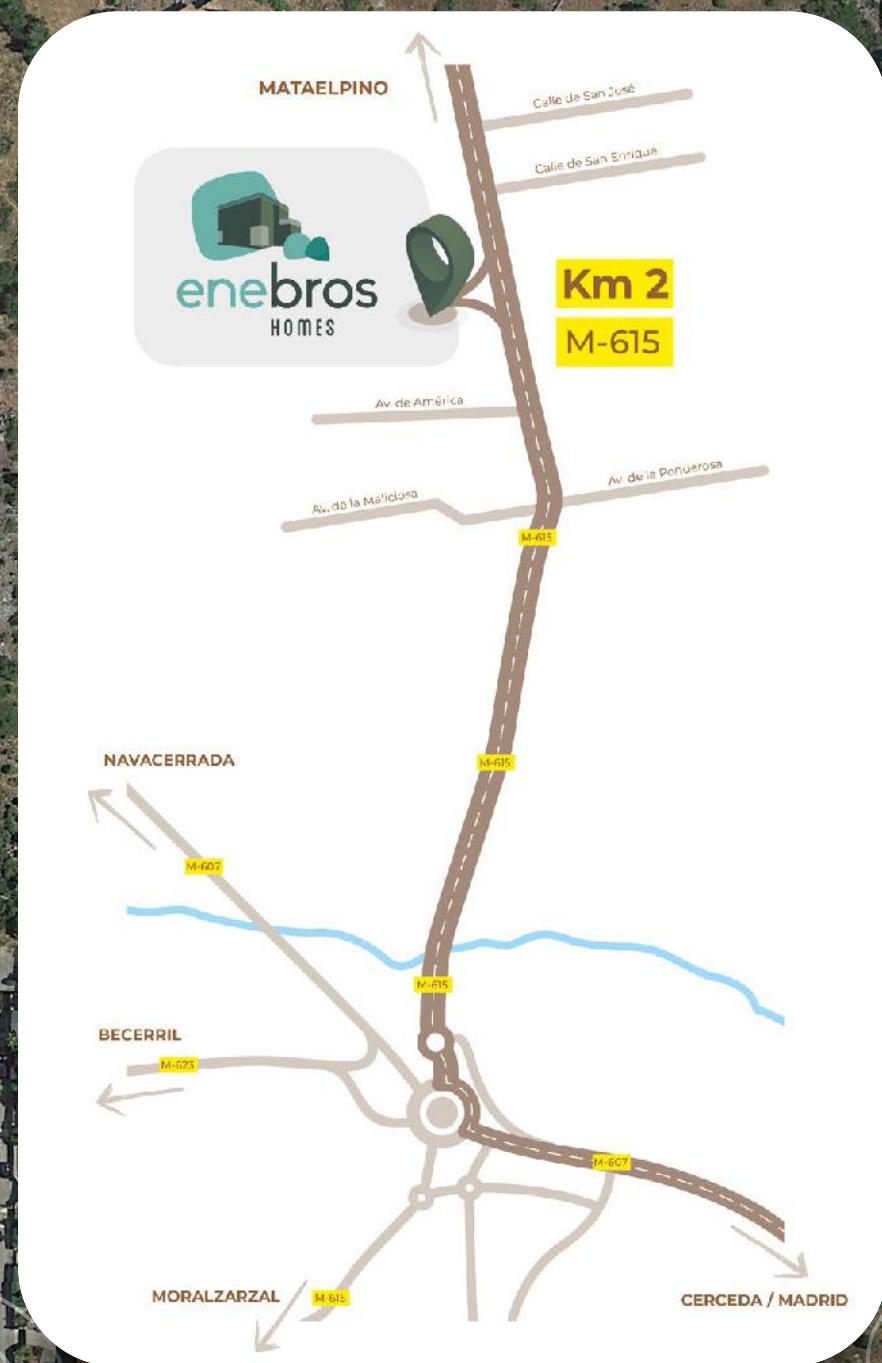 MATAELPINO
Calle de San José
Calle de San Enrique
enebros
HOMES
Km 2
M-615
Av. de América
Av. de la Maliciosa
Av. de la Ponderosa
M-615
M-615
NAVACERRADA
M-607
M-615
BECERRIL
M-623
M-607
MORALZARZAL
M-615
CERCEDA / MADRID